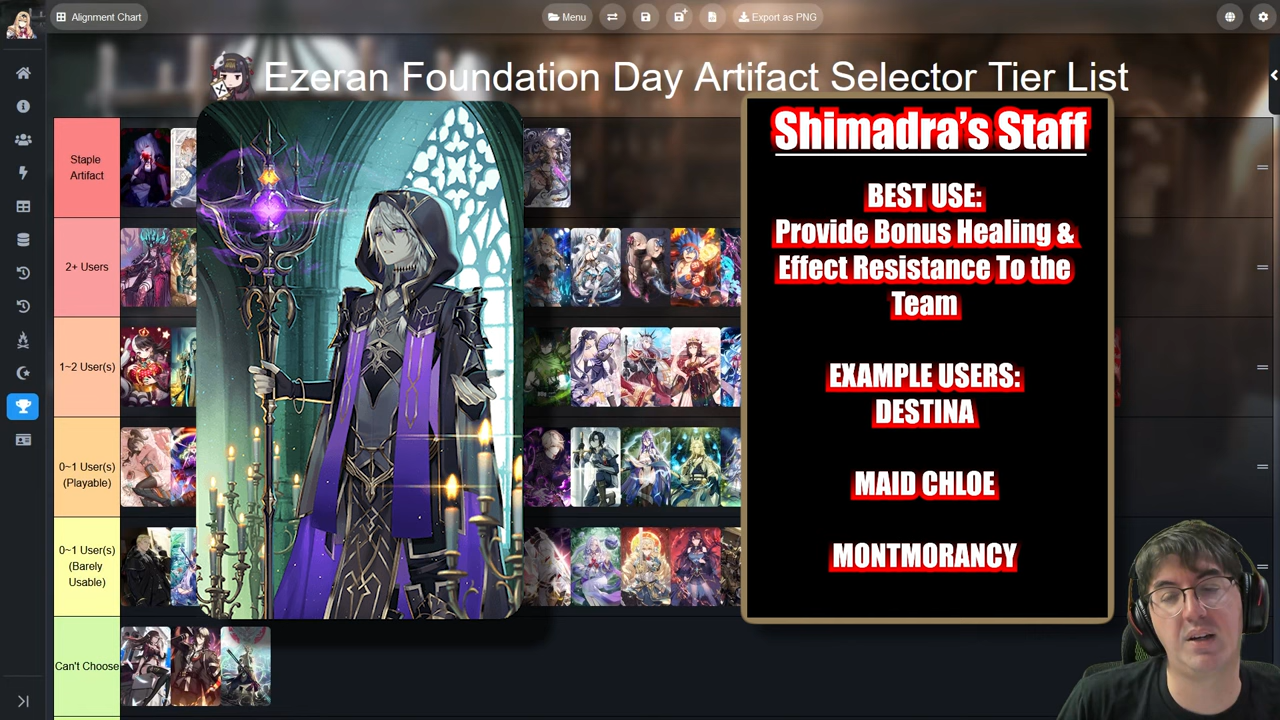 Alignment Chart
Menu
Export as PNG
Ezeran Foundation Day Artifact Selector Tier List
Staple
Artifact
2+ Users
1~2 User(s)
0~1 User(s)
(Playable)
0~1 User(s)
(Barely
Usable)
Can't Choose
Shimadra's Staff
BEST USE:
Provide Bonus Healing &
Effect Resistance To the
Team
EXAMPLE USERS:
DESTINA
MAID CHLOE
MONTMORANCY